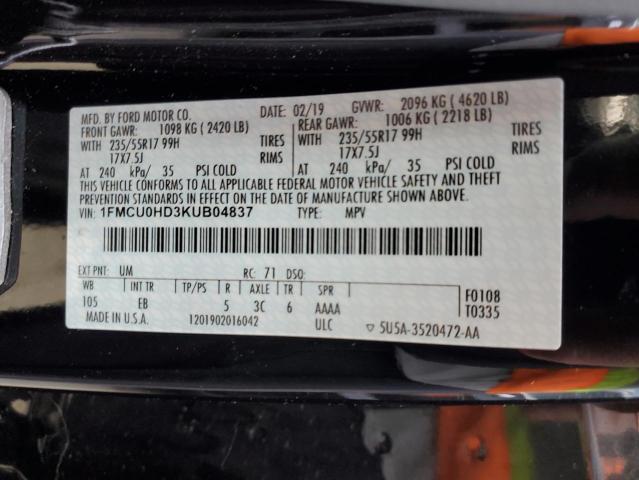 MFD. BY FORD MOTOR CO. DATE: 02/19 GVWR: 2096 KG ( 4620 LB)
FRONT GAWR: 1098 KG ( 2420 LB) REAR GAWR: 1006 KG ( 2218 LB)
WITH 235/55R17 99H TIRES WITH 235/55R17 99H TIRES
17X7.5J RIMS 17X7.5J RIMS
AT 240 kPa/ 35 PSI COLD AT 240 kPa/ 35 PSI COLD
THIS VEHICLE CONFORMS TO ALL APPLICABLE FEDERAL MOTOR VEHICLE SAFETY AND THEFT
PREVENTION STANDARDS IN EFFECT ON THE DATE OF MANUFACTURE SHOWN ABOVE.
VIN: 1FMCU0HD3KUB04837 TYPE: MPV
EXT PNT: UM RC: 71 DSO:
WB INT TR TP/PS R AXLE TR SPR F0108
105 EB 5 3C 6 AAAA T0335
MADE IN U.S.A. 1201902016042 ULC 5U5A-3520472-AA